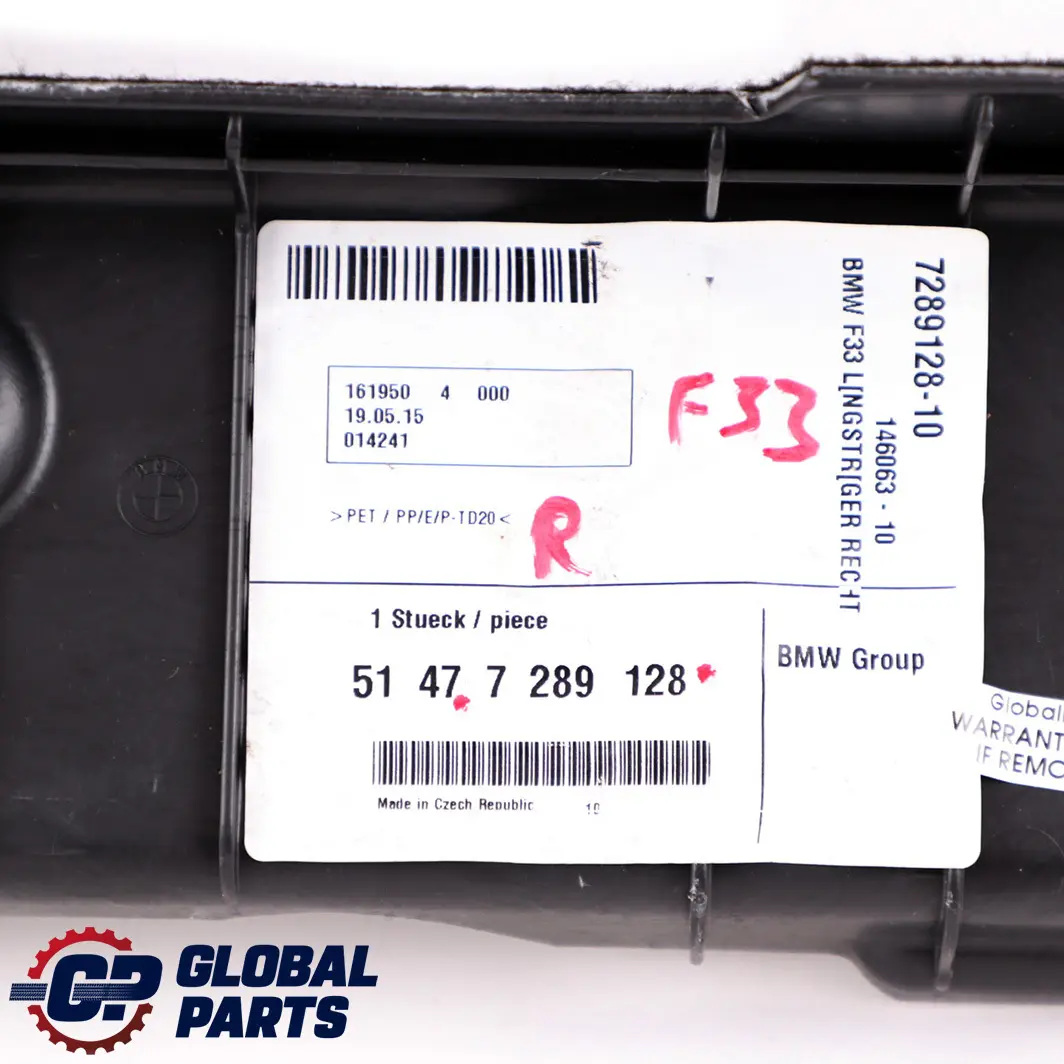 7289128-10
146063 - 10
BMW F33 L[NGSTR[GER RECHT
161950 4 000
19.05.15
014241
F33
>PET / PP/E/P-TD20<
R
1 Stueck / piece
51 47 7 289 128
BMW Group
Made in Czech Republic 10
WARRANT
IF REMO
BMW
GP GLOBAL
PARTS